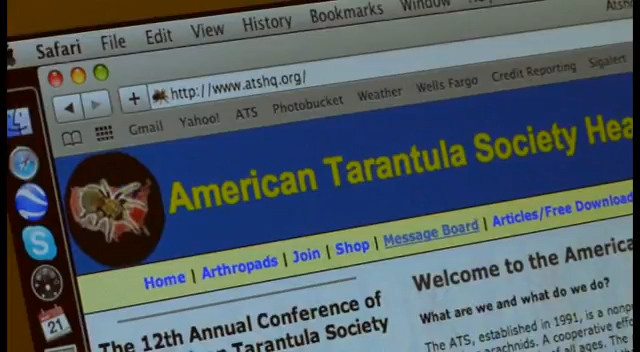 Safari File Edit View History Bookmarks Window
http://www.atshq.org/
Gmail Yahoo! ATS Photobucket Weather Wells Fargo Credit Reporting Sigalert
American Tarantula Society Hea
Home | Arthropads | Join | Shop | Message Board | Articles/Free Download
Welcome to the America
What are we and what do we do?
The 12th Annual Conference of
Tarantula Society
The ATS, established in 1991, is a nonp
arachnids. A cooperative effo
all ages. The
21